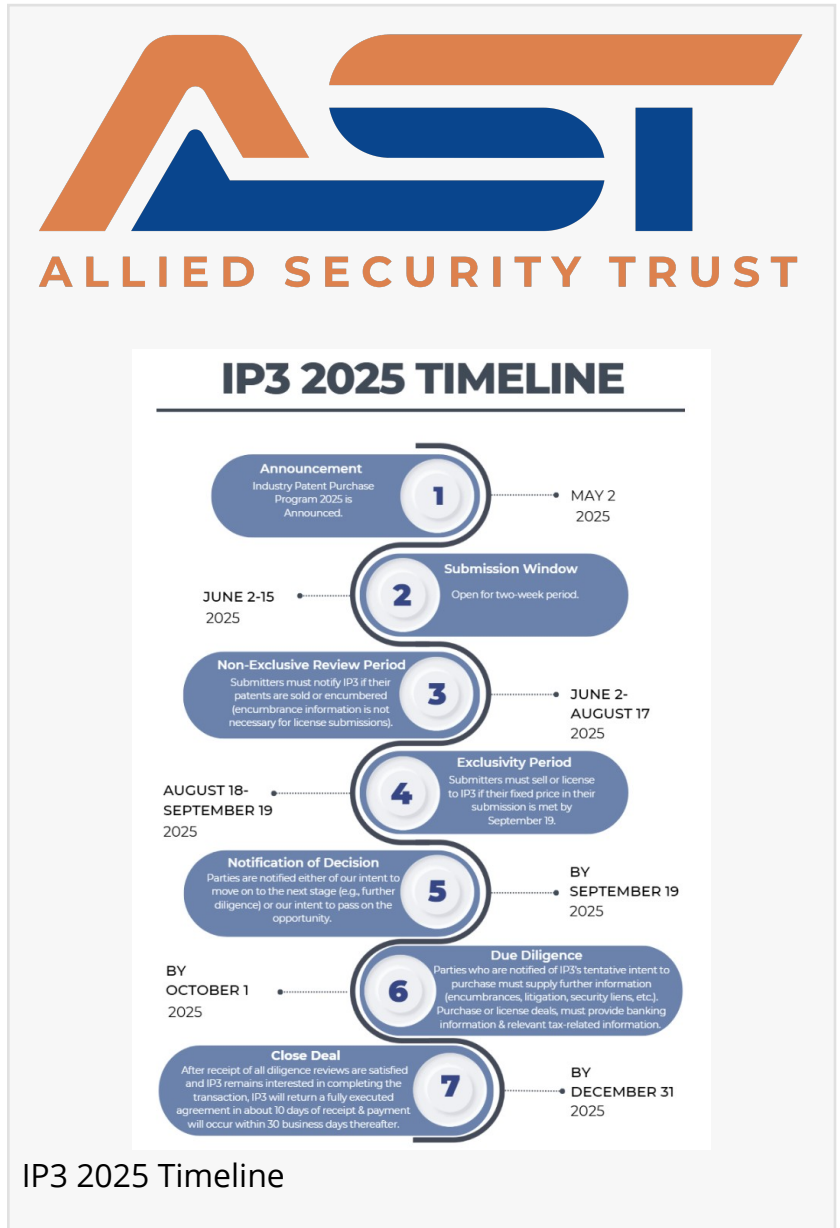 AST
ALLIED SECURITY TRUST
IP3 2025 TIMELINE
Announcement
Industry Patent Purchase
Program 2025 is
Announced.
1
MAY 2
2025
Submission Window
Open for two-week period.
2
JUNE 2-15
2025
Non-Exclusive Review Period
Submitters must notify IP3 if their
patents are sold or encumbered
(encumbrance information is not
necessary for license submissions).
3
JUNE 2-
AUGUST 17
2025
Exclusivity Period
Submitters must sell or license
to IP3 if their fixed price in their
submission is met by
September 19.
4
AUGUST 18-
SEPTEMBER 19
2025
Notification of Decision
Parties are notified either of our intent to
move on to the next stage (e.g., further
diligence) or our intent to pass on the
opportunity.
5
BY
SEPTEMBER 19
2025
Due Diligence
Parties who are notified of IP3's tentative intent to
purchase must supply further information
(encumbrances, litigation, security liens, etc.).
Purchase or license deals, must provide banking
information & relevant tax-related information.
6
BY
OCTOBER 1
2025
Close Deal
After receipt of all diligence reviews are satisfied
and IP3 remains interested in completing the
transaction, IP3 will return a fully executed
agreement in about 10 days of receipt & payment
will occur within 30 business days thereafter.
7
BY
DECEMBER 31
2025
IP3 2025 Timeline